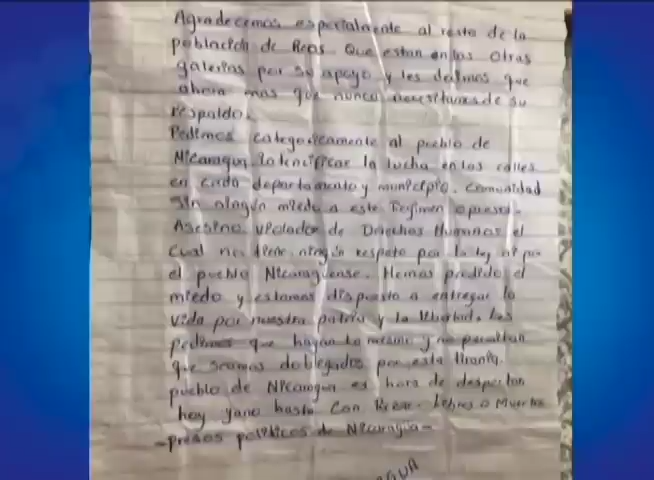 Agradecemos especialmente al resto de la
población de Reos. Que estan en las Otras
galerias por su apoyo y les decimos que
ahora mas que nunca necesitamos de su
respaldo.
Pedimos categoricamente al pueblo de
Nicaragua. Intencificar la lucha en las calles
en cada departamento y municipio. Comunidad
Sin ningún miedo a este Regimen opresor.
Asesino. violador de Derechos Humanos el
cual no tiene ningún respeto por la ley ni por
el pueblo Nicaragüense. Hemos perdido el
miedo y estamos dispuesto a entregar la
vida por nuestra patria y la libertad. Les
pedimos que hagan lo mismo y no permitan
que seamos doblegados por esta tirania.
pueblo de Nicaragua es hora de despertar
hoy ya no basta Con Rezar. Libres o Muertos
-presos políticos de Nicaragua-
AGUA